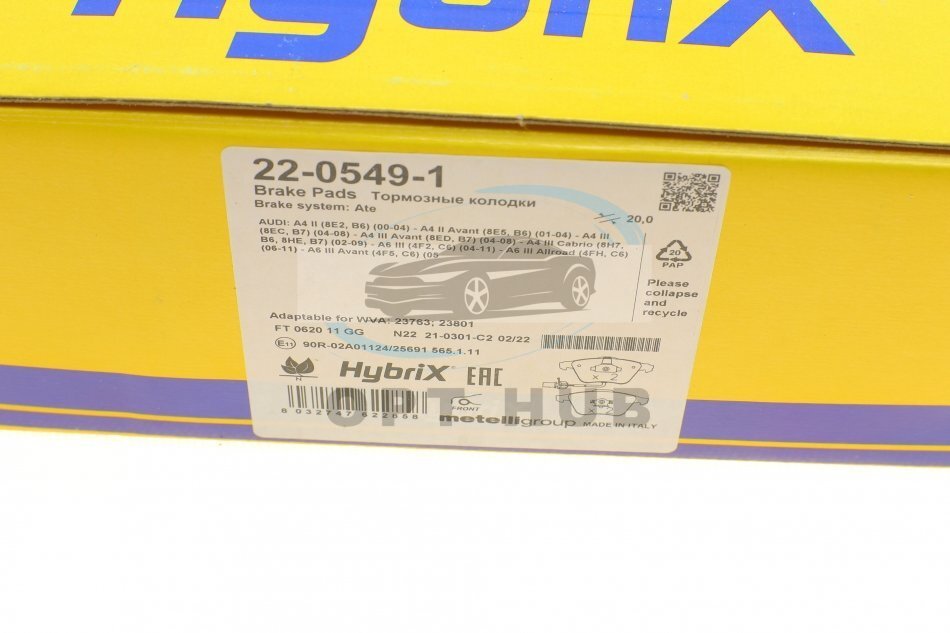 HybriX
22-0549-1
Brake Pads Тормозные колодки
Brake system: Ate
20,0
AUDI: A4 II (8E2, B6) (00-04) - A4 II Avant (8E5, B6) (01-04) - A4 III
(8EC, B7) (04-08) - A4 III Avant (8ED, B7) (04-08) - A4 III Cabrio (8H7,
B6, 8HE, B7) (02-09) - A6 III (4F2, C6) (04-11) - A6 III Allroad (4FH, C6)
(06-11) - A6 III Avant (4F5, C6) (05
20
PAP
Please
collapse
and
recycle
Adaptable for WVA: 23763; 23801
FT 0620 11 GG N22 21-0301-C2 02/22
E11 90R-02A01124/25691 565.1.11
N
HybriX EAC
X 2
X 2
8 032747 622858
FRONT
metelligroup MADE IN ITALY
OPT HUB